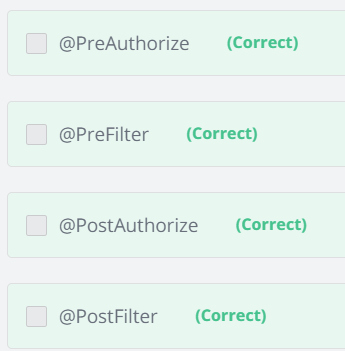 @PreAuthorize (Correct)
@PreFilter (Correct)
@PostAuthorize (Correct)
@PostFilter (Correct)